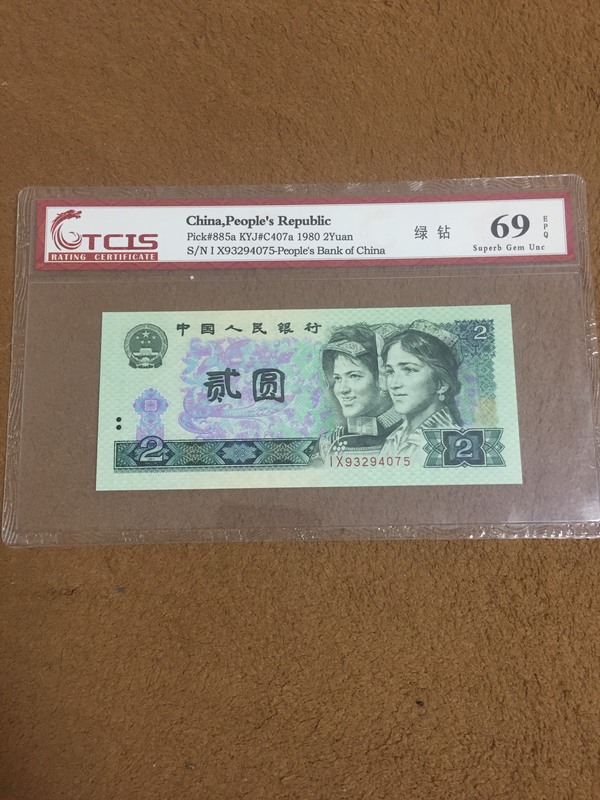 TCIS
RATING CERTIFICATE
China,People's Republic
Pick#885a KYJ#C407a 1980 2Yuan
S/N I X93294075-People's Bank of China
绿钻
69
EPQ
Superb Gem Unc
中国人民银行
2
贰圆
2
IX93294075
2